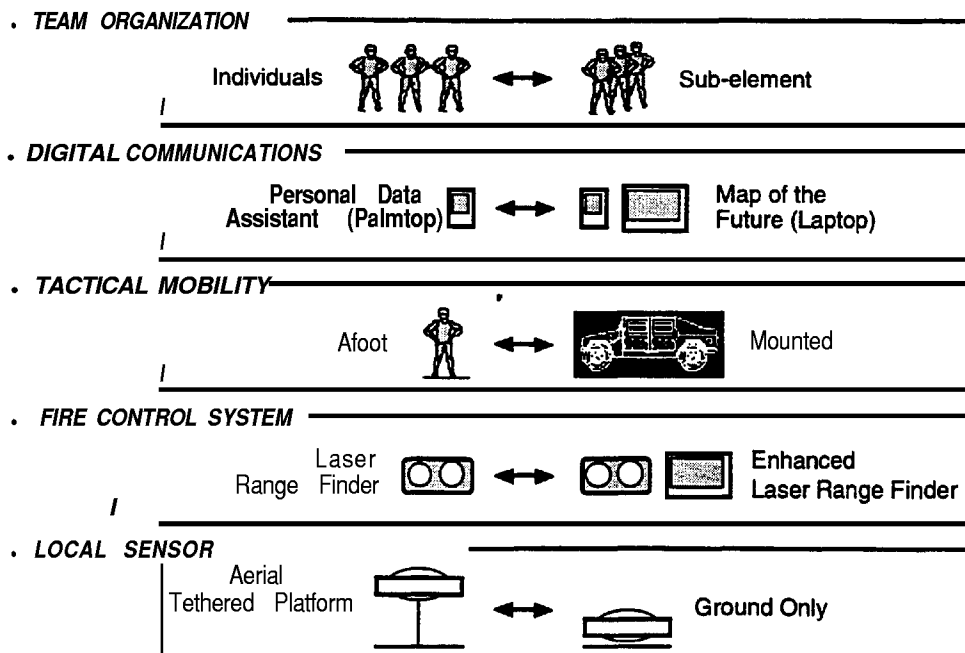 . TEAM ORGANIZATION
Individuals
Sub-element
. DIGITAL COMMUNICATIONS
Personal Data
Assistant (Palmtop)
Map of the
Future (Laptop)
. TACTICAL MOBILITY
Afoot
Mounted
. FIRE CONTROL SYSTEM
Laser
Range Finder
Enhanced
Laser Range Finder
. LOCAL SENSOR
Aerial
Tethered Platform
Ground Only